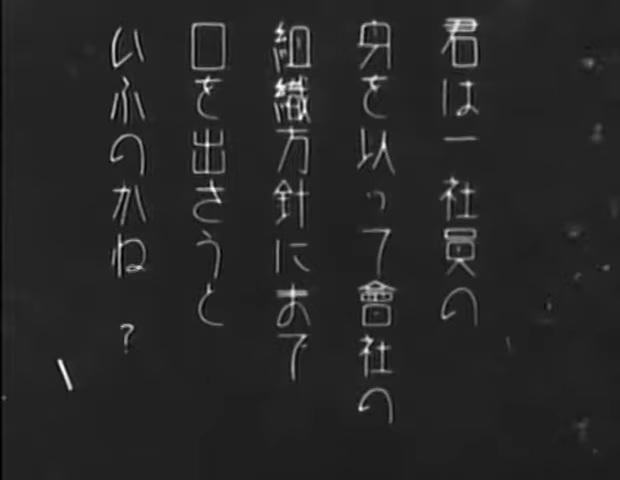 君は一社員の
身を以って會社の
組織方針にまで
口を出さうと
いふのかね ?